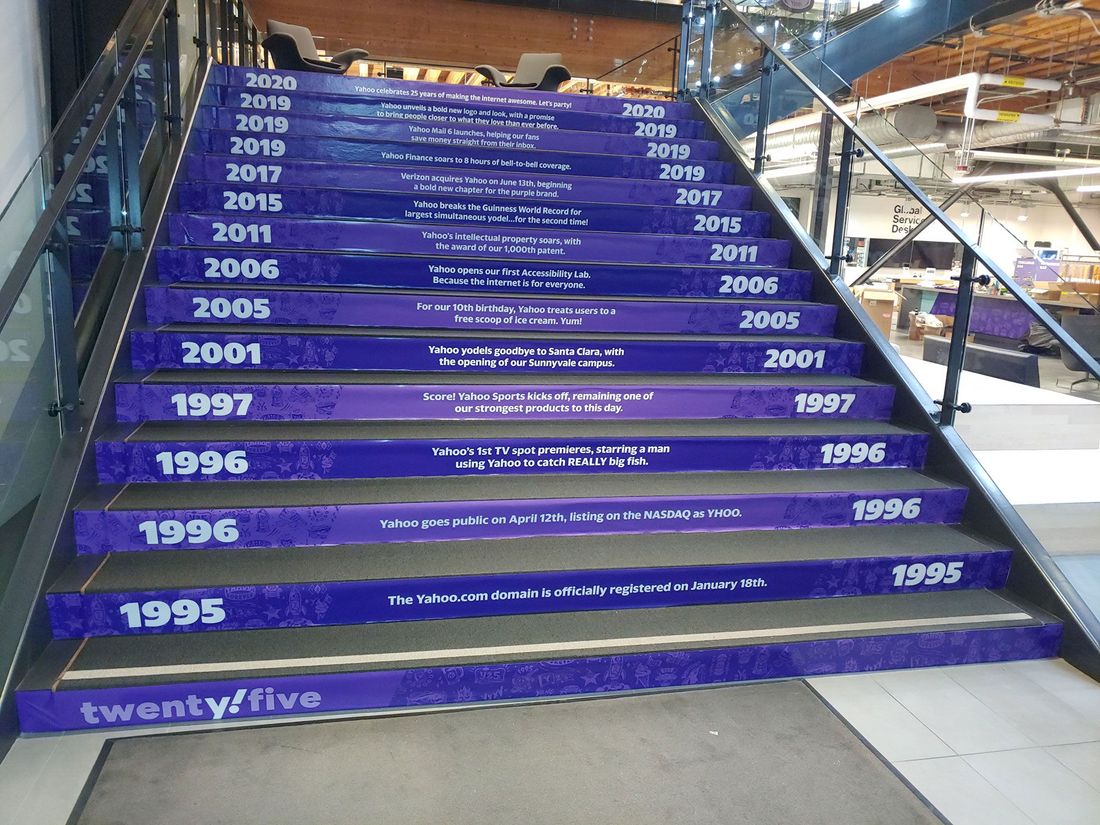 2020 Yahoo celebrates 25 years of making the internet awesome. Let's party! 2020
2019 Yahoo unveils a bold new logo and look, with a promise
to bring people closer to what they love than ever before. 2019
2019 Yahoo Mail 6 launches, helping our fans
save money straight from their inbox. 2019
2019 Yahoo Finance soars to 8 hours of bell-to-bell coverage. 2019
2017 Verizon acquires Yahoo on June 13th, beginning
a bold new chapter for the purple brand. 2017
2015 Yahoo breaks the Guinness World Record for
largest simultaneous yodel...for the second time! 2015
2011 Yahoo's intellectual property soars, with
the award of our 1,000th patent. 2011
2006 Yahoo opens our first Accessibility Lab.
Because the internet is for everyone. 2006
2005 For our 10th birthday, Yahoo treats users to a
free scoop of ice cream. Yum! 2005
2001 Yahoo yodels goodbye to Santa Clara, with
the opening of our Sunnyvale campus. 2001
1997 Score! Yahoo Sports kicks off, remaining one of
our strongest products to this day. 1997
1996 Yahoo's 1st TV spot premieres, starring a man
using Yahoo to catch REALLY big fish. 1996
1996 Yahoo goes public on April 12th, listing on the NASDAQ as YHOO. 1996
1995 The Yahoo.com domain is officially registered on January 18th. 1995
twenty!five
Global
Service
Desk